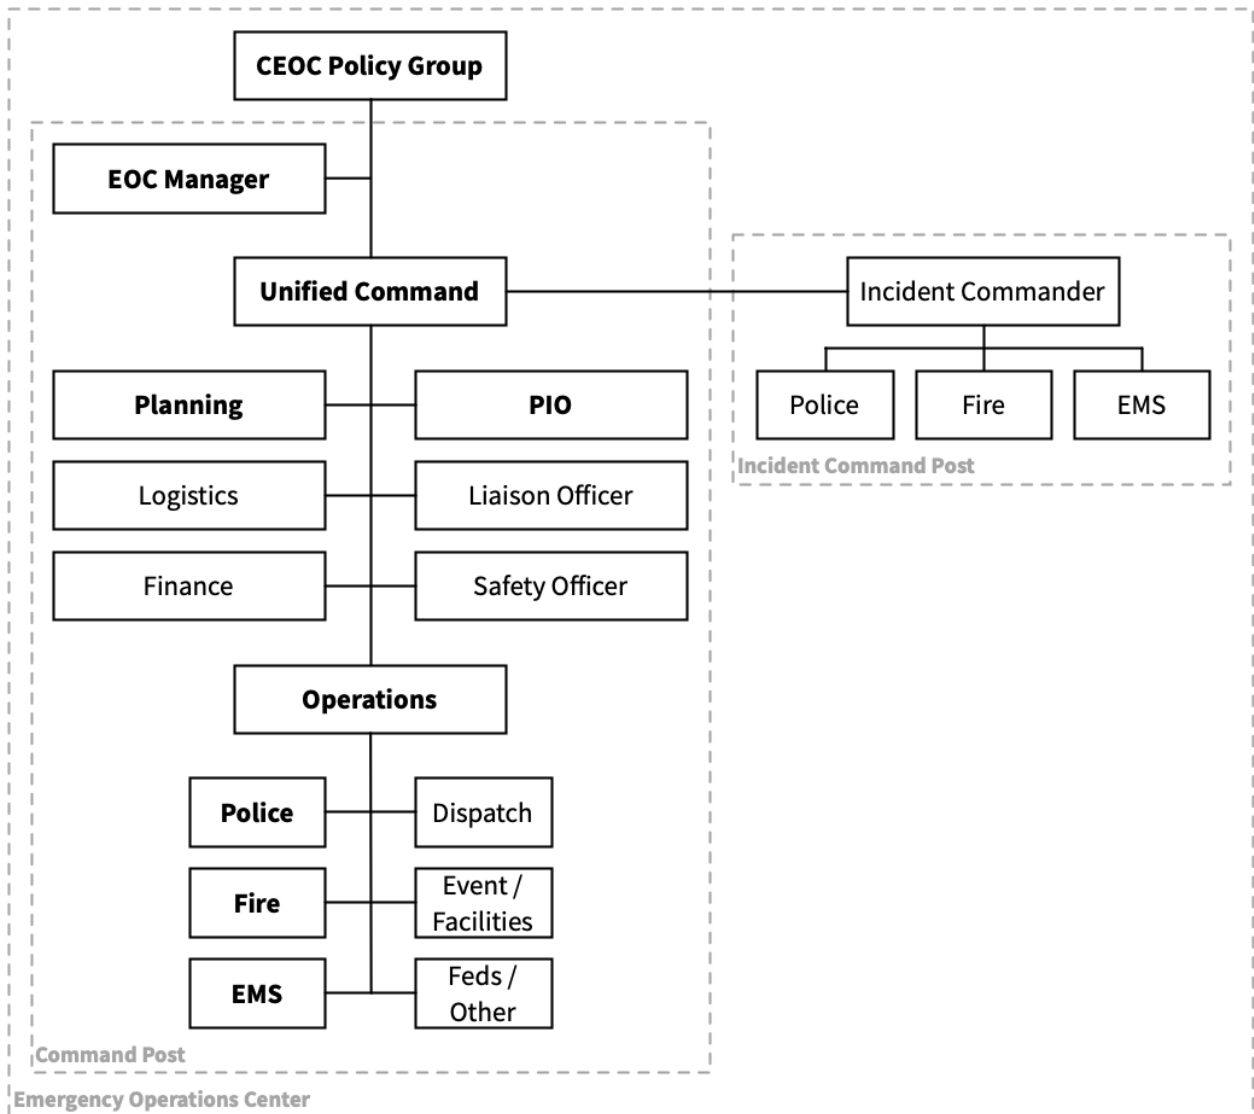 CEOC Policy Group
EOC Manager
Unified Command
Incident Commander
Planning
PIO
Police
Fire
EMS
Incident Command Post
Logistics
Liaison Officer
Finance
Safety Officer
Operations
Police
Dispatch
Fire
Event /
Facilities
EMS
Feds /
Other
Command Post
Emergency Operations Center